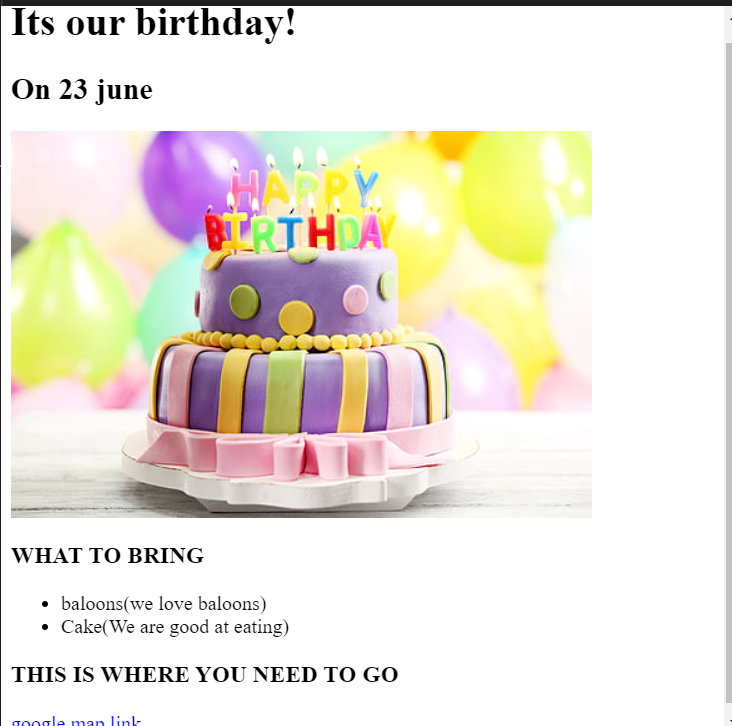 Its our birthday!
On 23 june
HAPPY
BIRTHDAY
WHAT TO BRING
baloons(we love baloons)
Cake(We are good at eating)
THIS IS WHERE YOU NEED TO GO
google map link